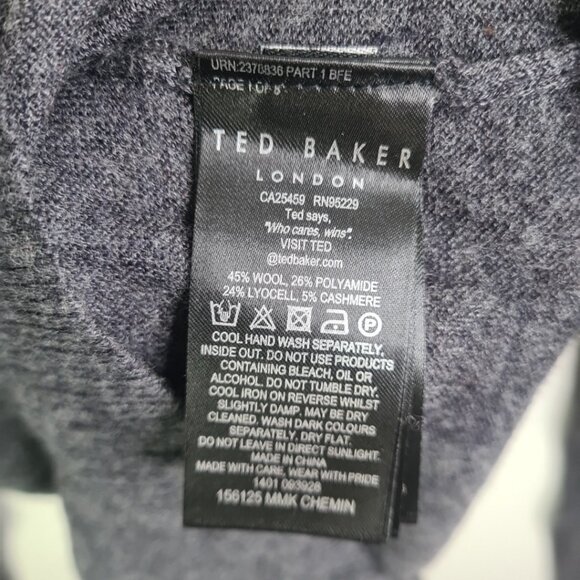 URN:2370836 PART 1 BFE
PAGE 1 OF 8
TED BAKER
LONDON
CA25459 RN95229
Ted says,
"Who cares, wins".
VISIT TED
@tedbaker.com
45% WOOL, 26% POLYAMIDE
24% LYOCELL, 5% CASHMERE
P
COOL HAND WASH SEPARATELY,
INSIDE OUT. DO NOT USE PRODUCTS
CONTAINING BLEACH, OIL OR
ALCOHOL. DO NOT TUMBLE DRY.
COOL IRON ON REVERSE WHILST
SLIGHTLY DAMP. MAY BE DRY
CLEANED. WASH DARK COLOURS
SEPARATELY, DRY FLAT.
DO NOT LEAVE IN DIRECT SUNLIGHT.
MADE IN CHINA
MADE WITH CARE, WEAR WITH PRIDE
1401 093928
156125 MMK CHEMIN